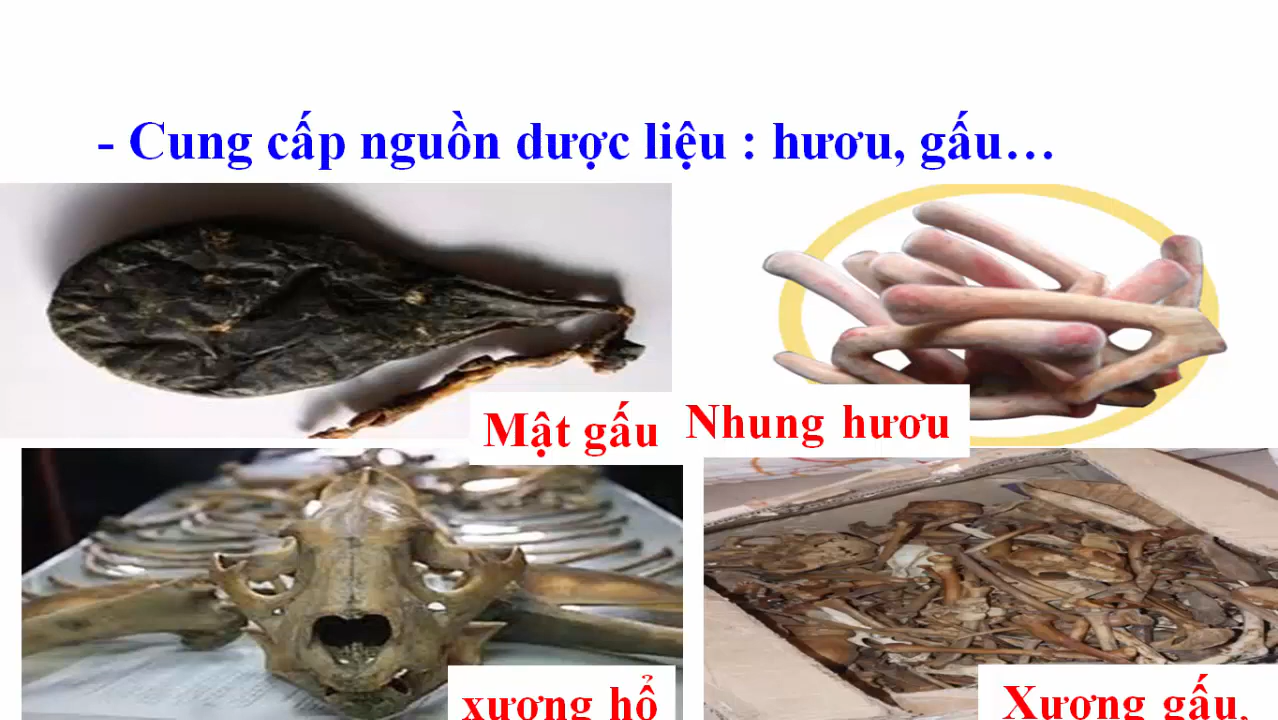 - Cung cấp nguồn dược liệu : hươu, gấu…
Mật gấu
Nhung hươu
xương hổ
Xương gấu,